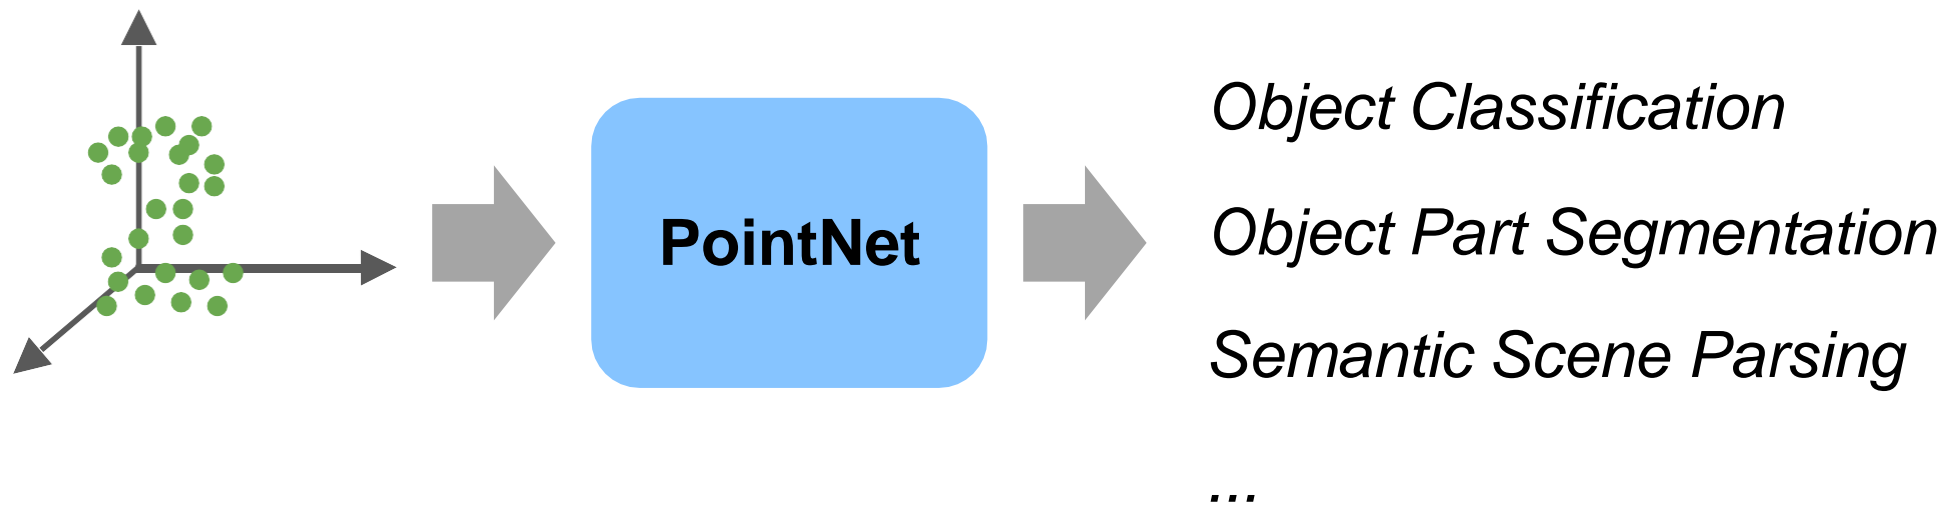 PointNet
Object Classification
Object Part Segmentation
Semantic Scene Parsing
...